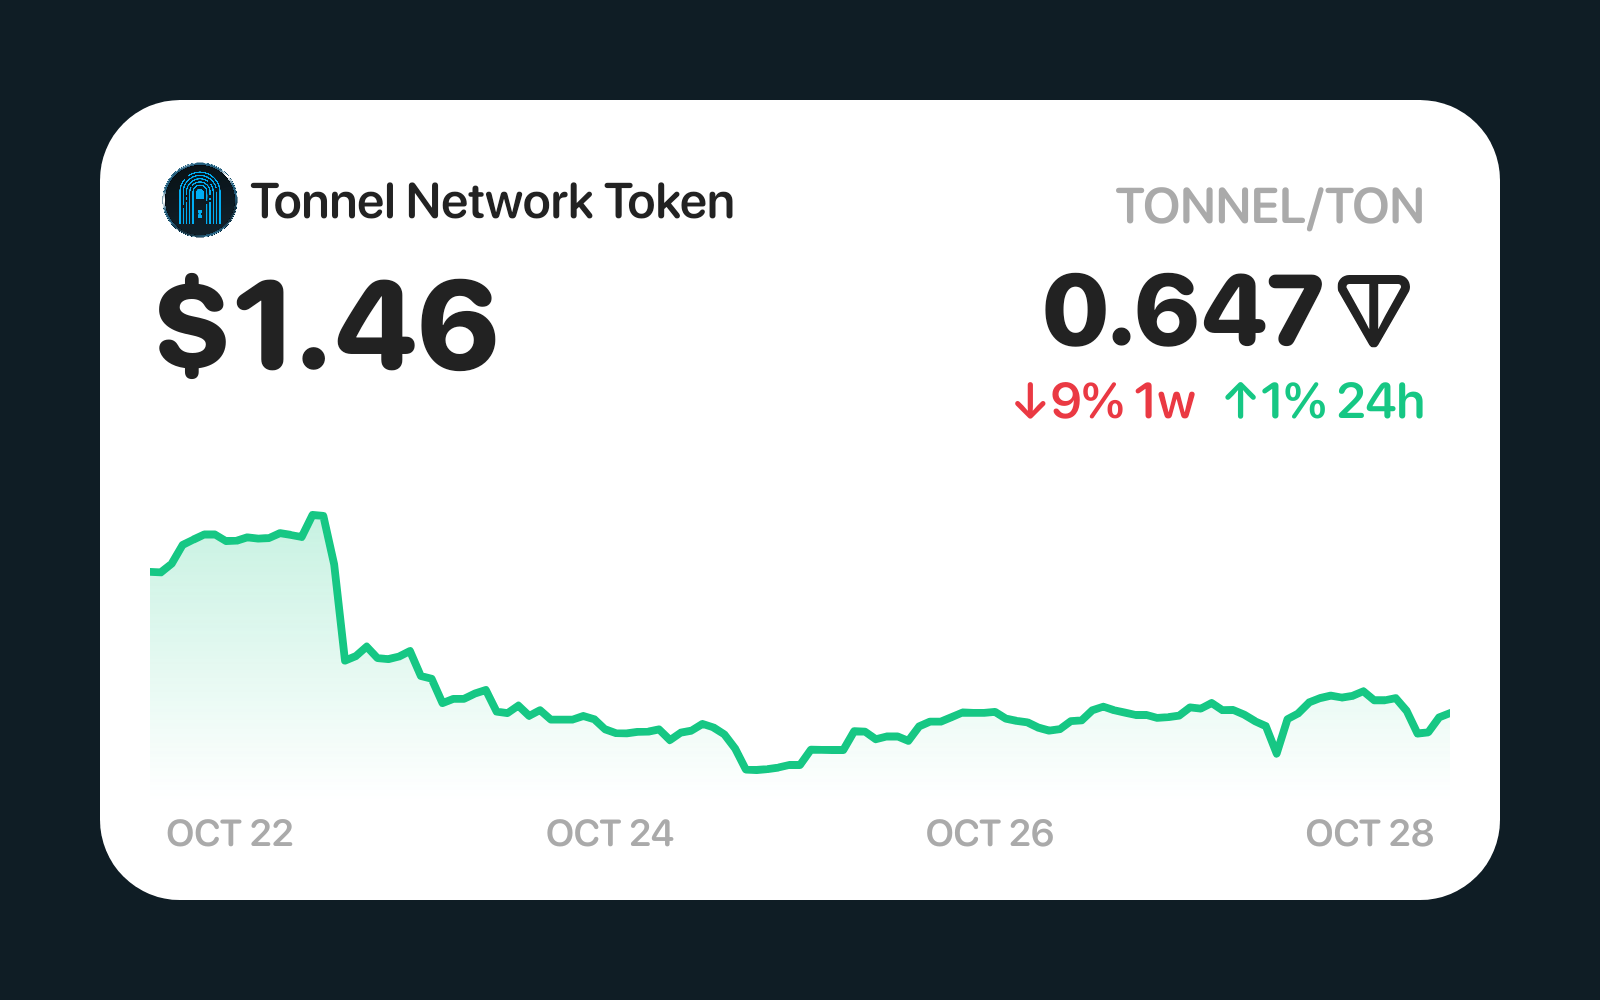 Tonnel Network Token
TONNEL/TON
$1.46
0.647
↓9% 1w ↑1% 24h
OCT 22
OCT 24
OCT 26
OCT 28